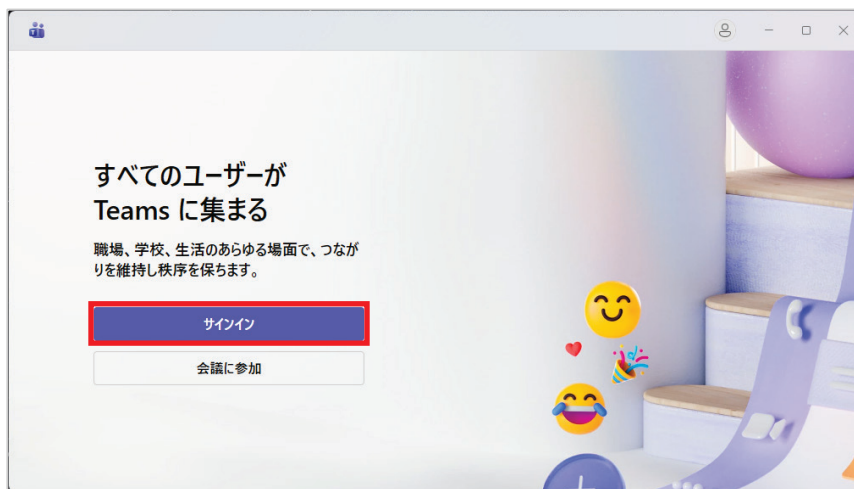 すべてのユーザーが
Teams に集まる
職場、学校、生活のあらゆる場面で、つなが
りを維持し秩序を保ちます。
サインイン
会議に参加